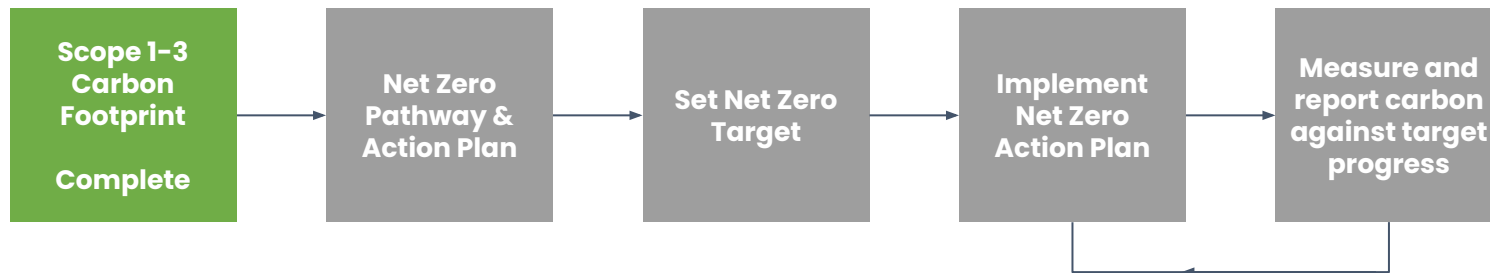 Scope 1-3
Carbon
Footprint
Complete
Net Zero
Pathway &
Action Plan
Set Net Zero
Target
Implement
Net Zero
Action Plan
Measure and
report carbon
against target
progress